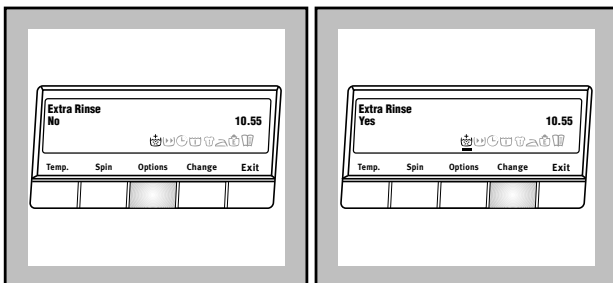 Extra Rinse
No 10.55
Temp. Spin Options Change Exit
Extra Rinse
Yes 10.55
Temp. Spin Options Change Exit